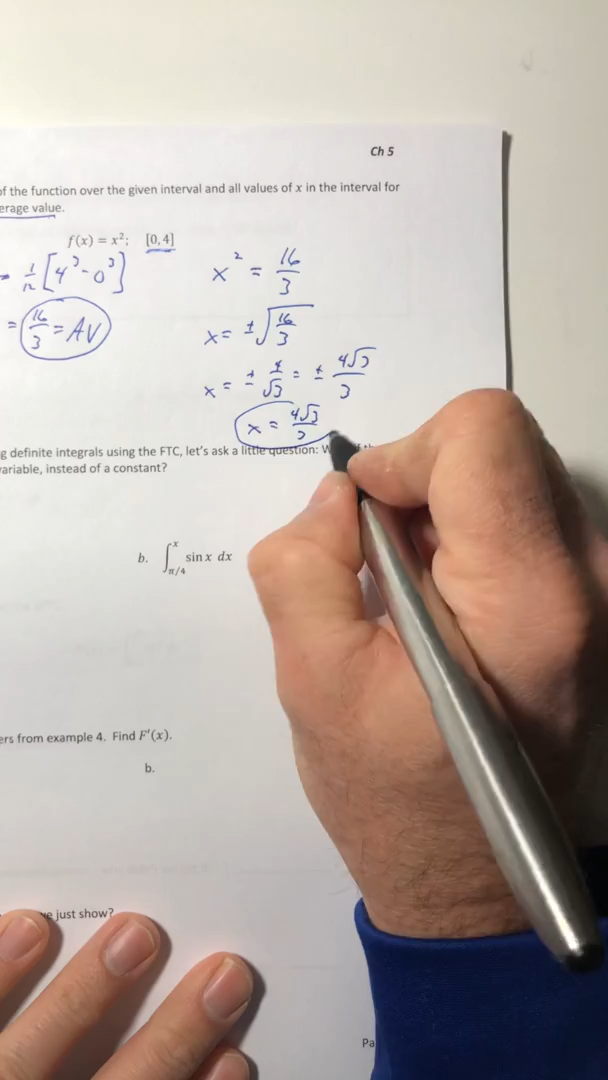 Ch 5
of the function over the given interval and all values of x in the interval for
erage value.
f(x) = x²; [0,4]
= 1/12 [4³ - 0³]
= 16/3 = AV
x² = 16/3
x = ± √(16/3)
x = ± 4/√3 = ± 4√3/3
x = 4√3/3
g definite integrals using the FTC, let's ask a little question: W
variable, instead of a constant?
b. ∫_{π/4}^{x} sin x dx
ers from example 4. Find F'(x).
b.
we just show?
Pa